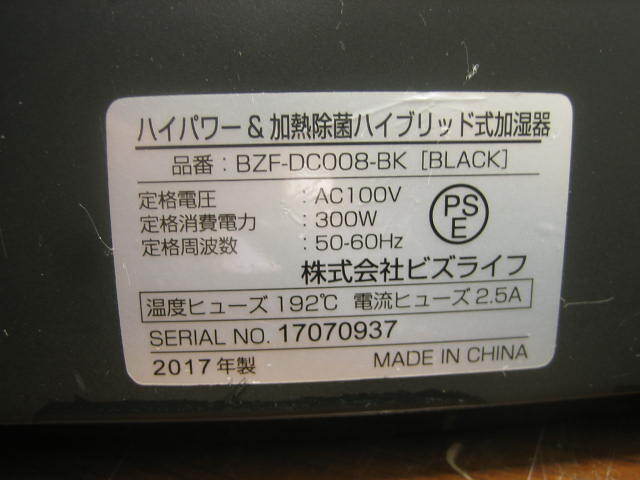 ハイパワー&加熱除菌ハイブリッド式加湿器
品番：BZF-DC008-BK [BLACK]
定格電圧 ：AC100V
定格消費電力 ：300W
定格周波数 ：50-60Hz
PSE
株式会社ビズライフ
温度ヒューズ 192℃ 電流ヒューズ 2.5A
SERIAL NO. 17070937
2017年製 MADE IN CHINA